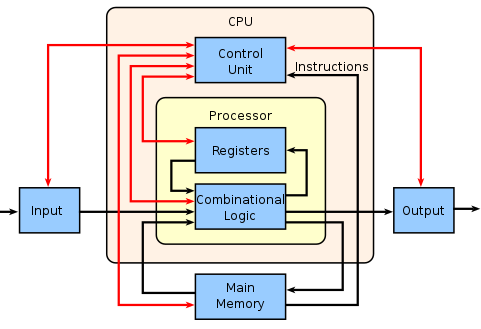 CPU
Control
Unit
Instructions
Processor
Registers
Combinational
Logic
Input
Output
Main
Memory